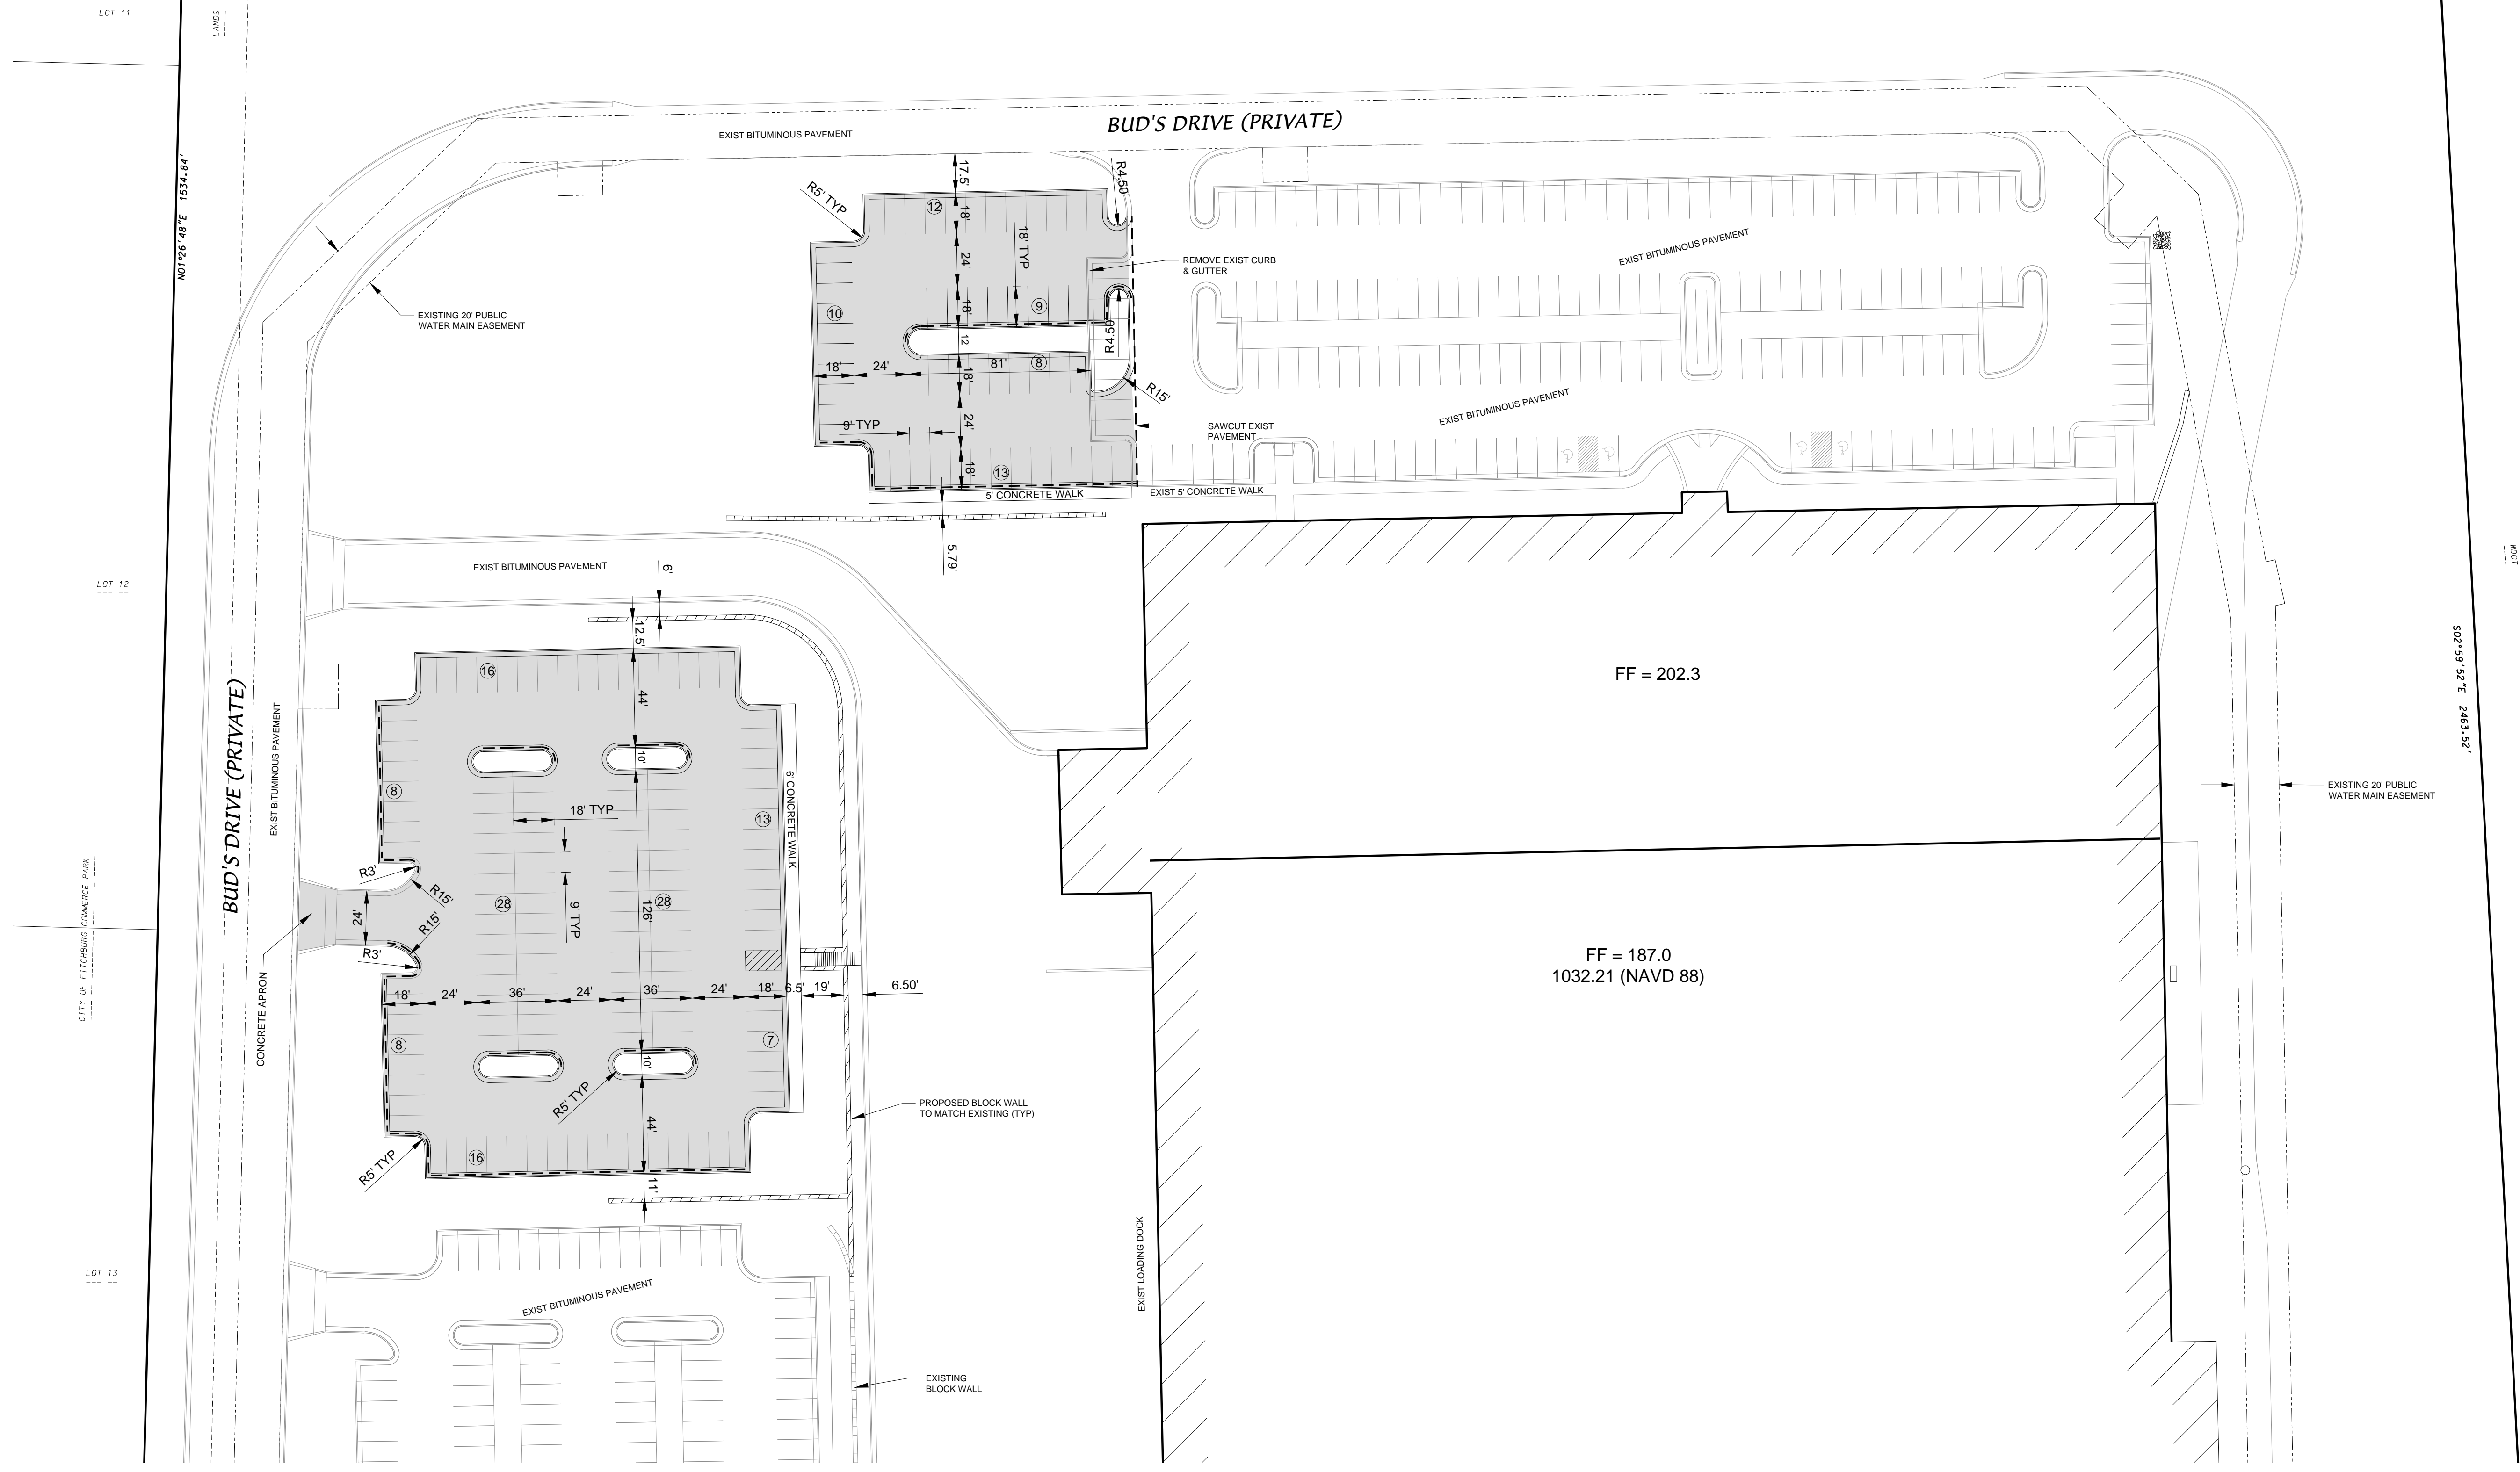 LOT 11
LANDS
N01°26'48"E 1534.84'
EXIST BITUMINOUS PAVEMENT
BUD'S DRIVE (PRIVATE)
17.5'
R4.50'
R5' TYP
12
18'
18' TYP
24'
REMOVE EXIST CURB
& GUTTER
EXIST BITUMINOUS PAVEMENT
EXISTING 20' PUBLIC
WATER MAIN EASEMENT
10
18'
9
12'
R4.50'
18'
24'
81'
8
18'
R15'
EXIST BITUMINOUS PAVEMENT
9' TYP
24'
SAWCUT EXIST
PAVEMENT
18'
13
5' CONCRETE WALK
EXIST 5' CONCRETE WALK
5.79'
WDOT
LOT 12
EXIST BITUMINOUS PAVEMENT
6'
12.5'
16
44'
FF = 202.3
S02°59'52"E 2463.52'
BUD'S DRIVE (PRIVATE)
EXIST BITUMINOUS PAVEMENT
10'
8
18' TYP
13
6' CONCRETE WALK
EXISTING 20' PUBLIC
WATER MAIN EASEMENT
R3'
R15'
CITY OF FITCHBURG COMMERCE PARK
24'
28
9' TYP
126'
28
R15'
R3'
FF = 187.0
1032.21 (NAVD 88)
CONCRETE APRON
18'
24'
36'
24'
36'
24'
18'
6.5'
19'
6.50'
8
7
10'
R5' TYP
PROPOSED BLOCK WALL
TO MATCH EXISTING (TYP)
44'
R5' TYP
16
11'
LOT 13
EXIST LOADING DOCK
EXIST BITUMINOUS PAVEMENT
EXISTING
BLOCK WALL